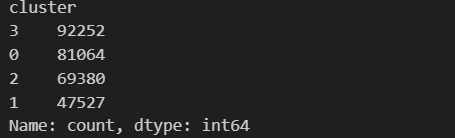 cluster
3    92252
0    81064
2    69380
1    47527
Name: count, dtype: int64